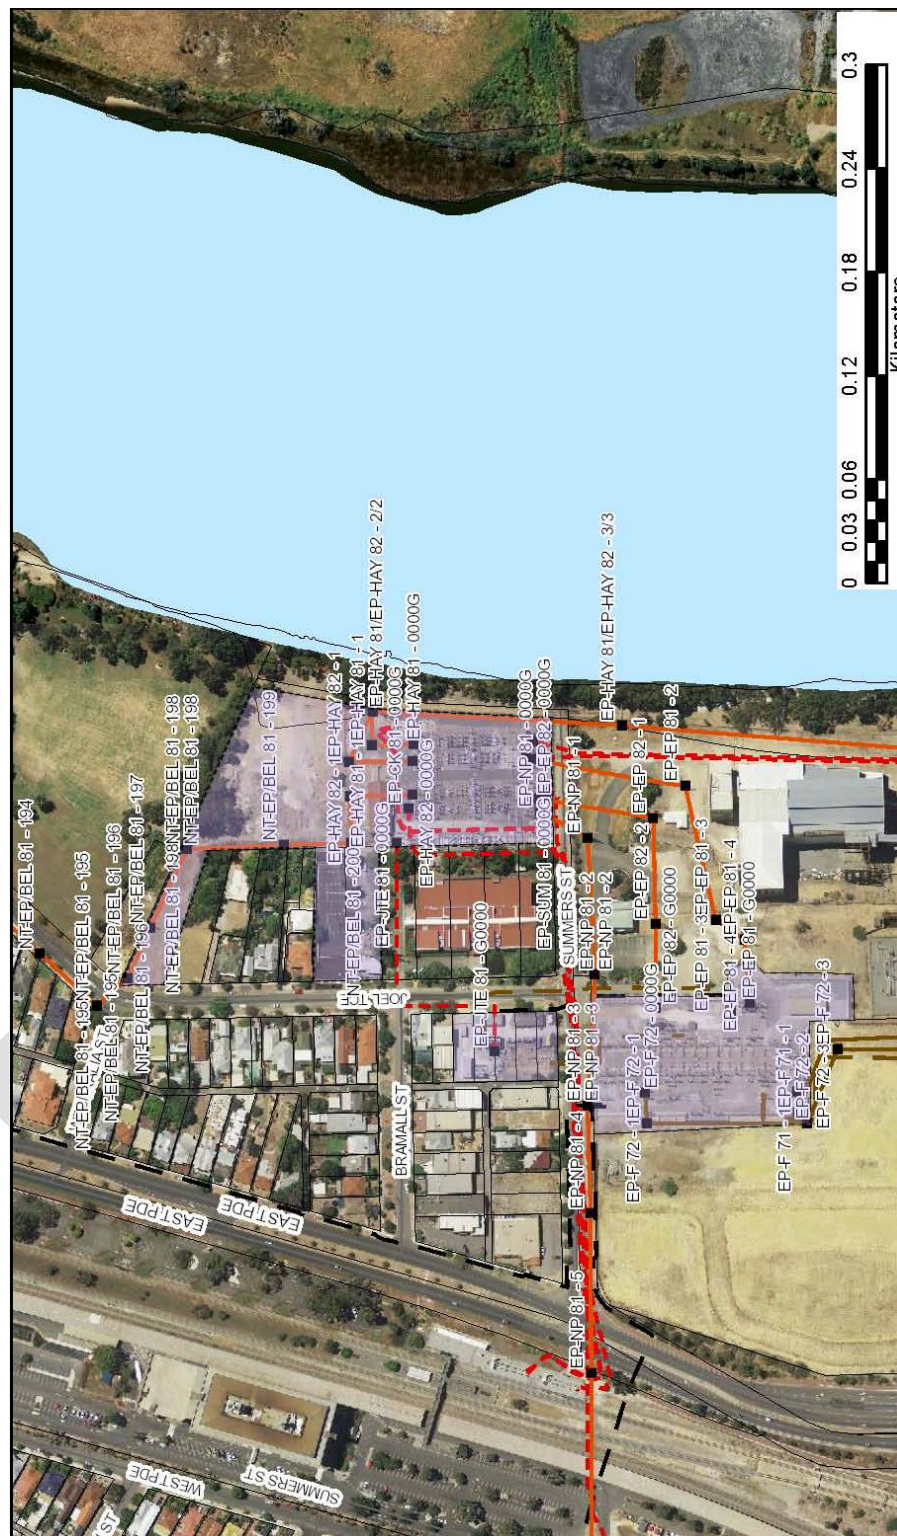 0.3
0.24
0.18
0.12
0.06
0.03
0
Kilometers
NT-EP/BEL 81 - 194
NT-EP/BEL 81 - 195NT-EP/BEL 81 - 195
NT-EP/BEL 81 - 195NT-EP/BEL 81 - 196
NT-EP/BEL 81 - 196NT-EP/BEL 81 - 197
NT-EP/BEL 81 - 198NT-EP/BEL 81 - 198
NT-EP/BEL 81 - 198
NT-EP/BEL 81 - 199
EP-HAY 82 - 1EP-HAY 82 - 1
NT-EP/BEL 81 - 200EP-HAY 81 - 1EP-HAY 81 - 1
EP-HAY 81/EP-HAY 82 - 2/2
EP-JTE 81 - 0000G
EP-CK 81 - 0000G
EP-HAY 82 - 0000G
EP-HAY 81 - 0000G
EP-JTE 81 - G0000
EP-NP 81 - 0000G
EP-SUM 81 - 0000G
EP-EP 82 - 0000G
SUMMERS ST
EP-NP 81 - 1
EP-NP 81 - 2
EP-NP 81 - 2
EP-HAY 81/EP-HAY 82 - 3/3
EP-NP 81 - 3
EP-NP 81 - 3
EP-NP 81 - 4
EP-NP 81 - 5
EP-EP 82 - 2
EP-EP 82 - 1
EP-EP 81 - 2
EP-EP 82 - G0000
EP-EP 81 - 3EP-EP 81 - 3
EP-EP 81 - 4EP-EP 81 - 4
EP-EP 81 - G0000
EP-F 72 - 1
EP-F 72 - 1
EP-F 72 - 0000G
EP-F 71 - 1EP-F 71 - 1
EP-F 72 - 2
EP-F 72 - 3EP-F 72 - 3
JOEL TCE
BRAMALL ST
EAST PDE
EAST PDE
WEST PDE
SUMMERS ST
ST